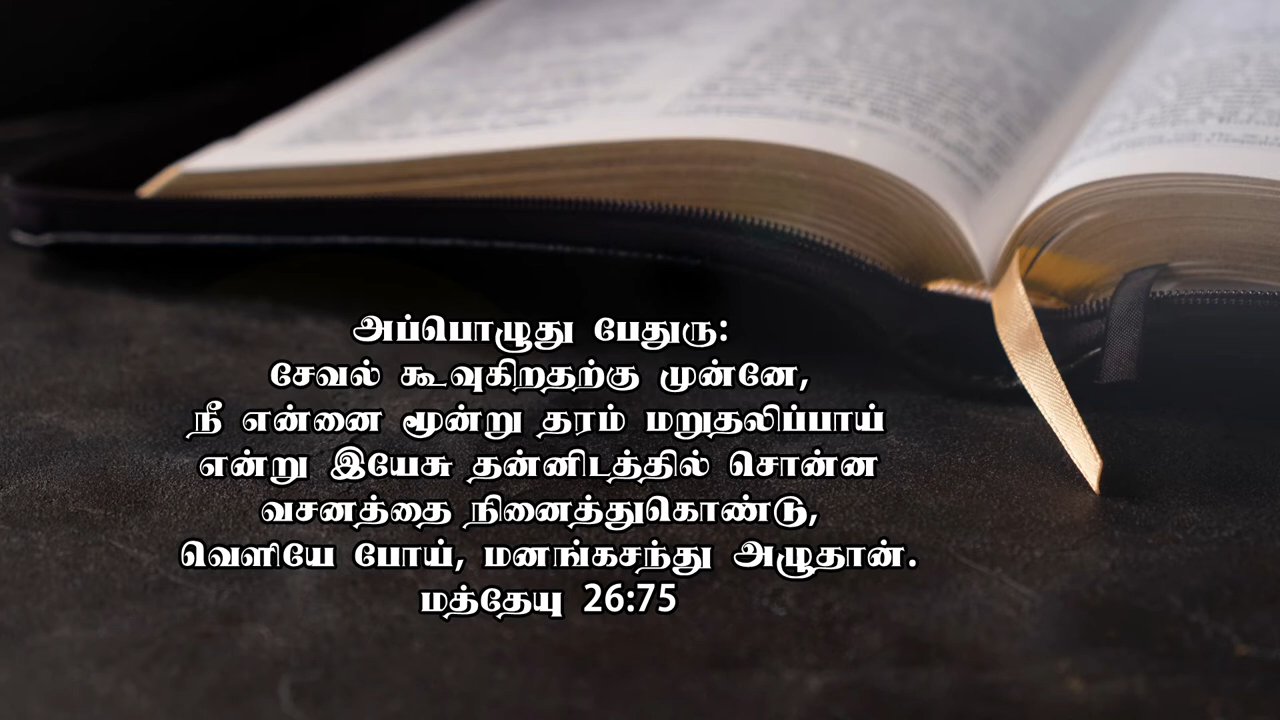 அப்பொழுது பேதுரு:
சேவல் கூவுகிறதற்கு முன்னே,
நீ என்னை மூன்று தரம் மறுதலிப்பாய்
என்று இயேசு தன்னிடத்தில் சொன்ன
வசனத்தை நினைத்துகொண்டு,
வெளியே போய், மனங்கசந்து அழுதான்.
மத்தேயு 26:75